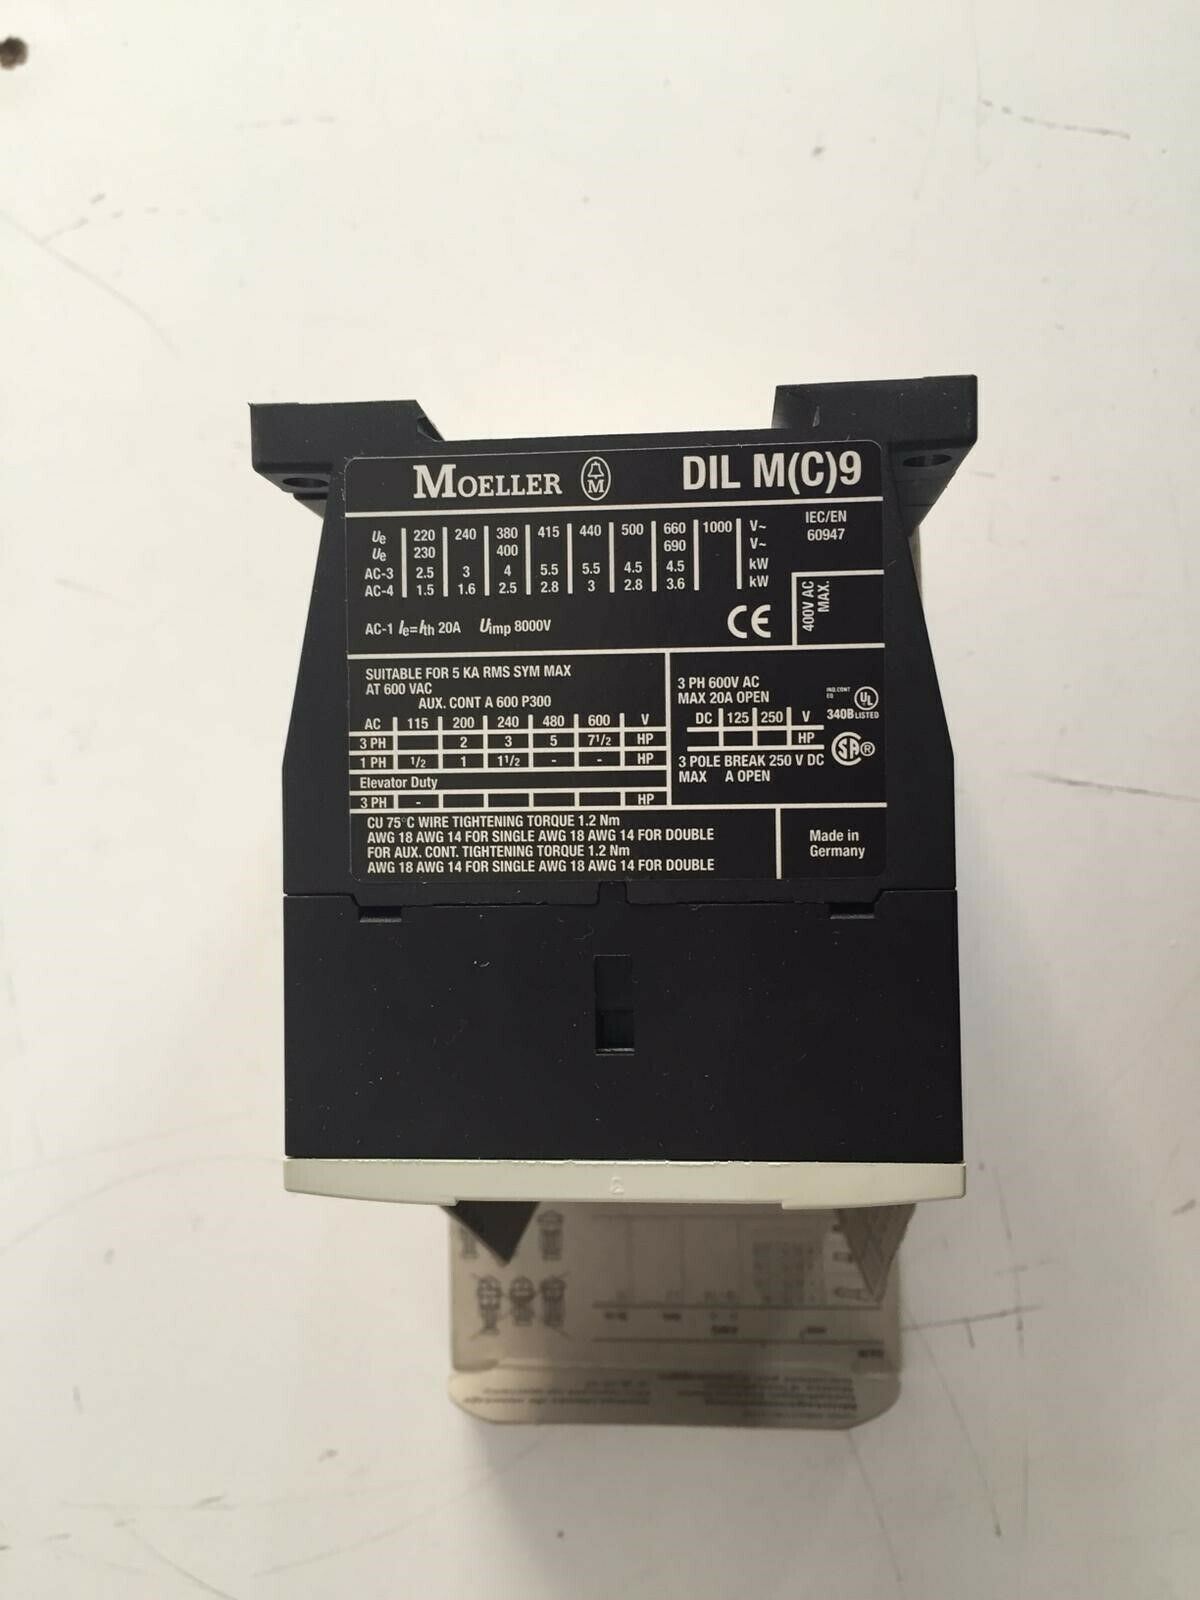 MOELLER M DIL M(C)9
Ue 220 240 380 415 440 500 660 1000 V~
Ue 230 400 690 V~
AC-3 2.5 3 4 5.5 5.5 4.5 4.5 kW
AC-4 1.5 1.6 2.5 2.8 3 2.8 3.6 kW
IEC/EN
60947
AC-1 Ie=Ith 20A Uimp 8000V
CE
400V AC
MAX.
SUITABLE FOR 5 KA RMS SYM MAX
AT 600 VAC
AUX. CONT A 600 P300
AC 115 200 240 480 600 V
3 PH 2 3 5 7 1/2 HP
1 PH 1/2 1 1 1/2 - - HP
Elevator Duty
3 PH - HP
3 PH 600V AC
MAX 20A OPEN
DC 125 250 V
HP
3 POLE BREAK 250 V DC
MAX A OPEN
IND.CONT
EQ
UL
340B LISTED
SA ®
CU 75°C WIRE TIGHTENING TORQUE 1.2 Nm
AWG 18 AWG 14 FOR SINGLE AWG 18 AWG 14 FOR DOUBLE
FOR AUX. CONT. TIGHTENING TORQUE 1.2 Nm
AWG 18 AWG 14 FOR SINGLE AWG 18 AWG 14 FOR DOUBLE
Made in
Germany